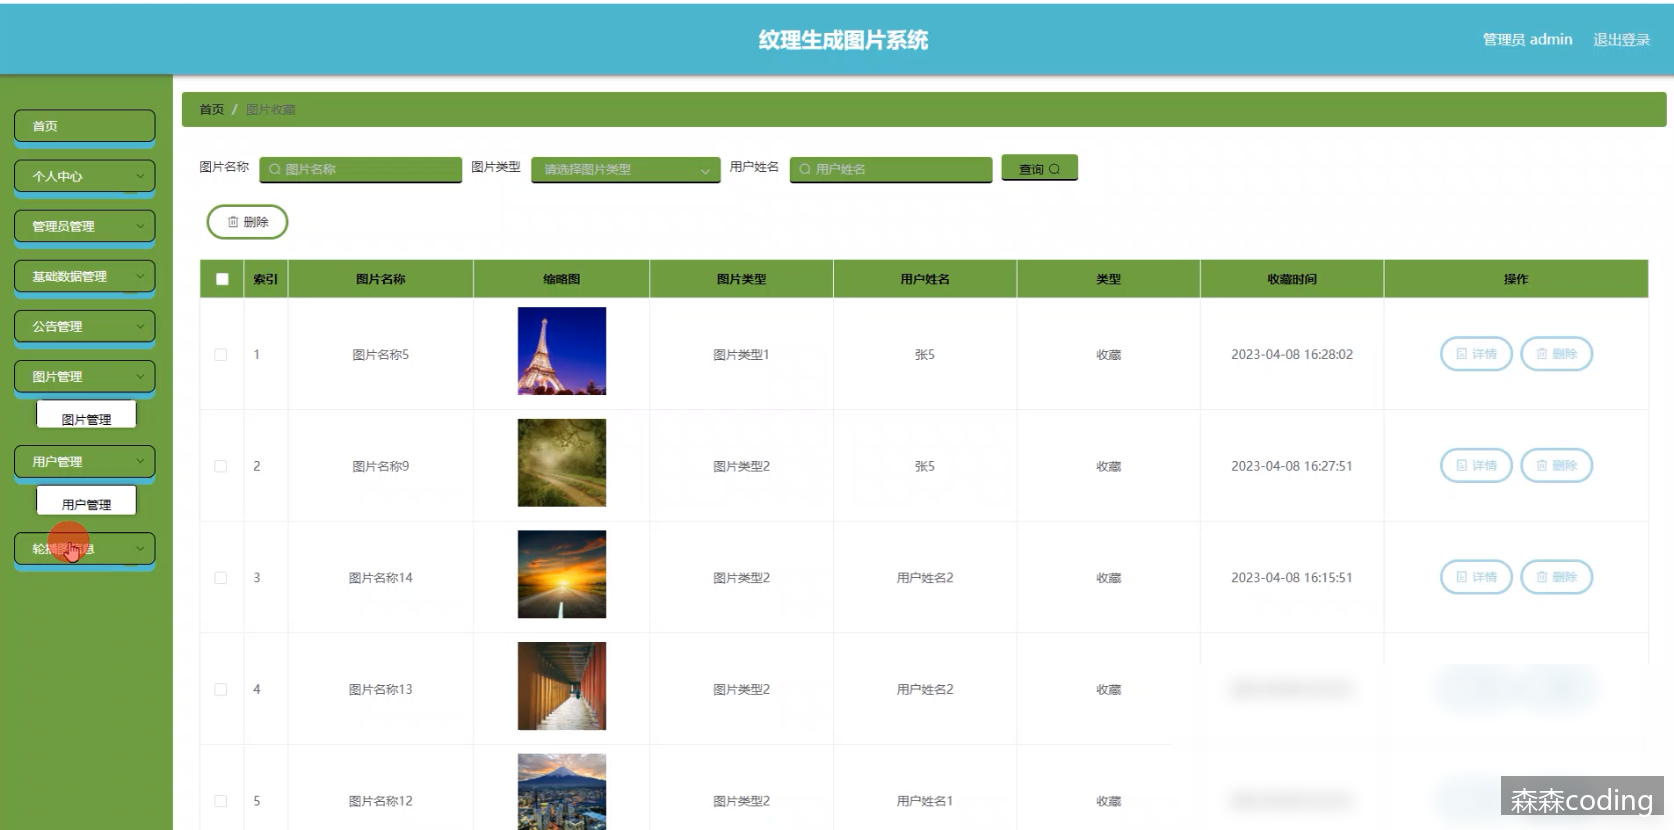 纹理生成图片系统
管理员 admin 退出登录
首页
个人中心
管理员管理
基础数据管理
公告管理
图片管理
图片管理
用户管理
用户管理
轮播图信息
首页 / 图片收藏
图片名称 图片名称 图片类型 请选择图片类型 用户姓名 用户姓名 查询
删除
索引 图片名称 缩略图 图片类型 用户姓名 类型 收藏时间 操作
1 图片名称5 图片类型1 张5 收藏 2023-04-08 16:28:02 详情 删除
2 图片名称9 图片类型2 张5 收藏 2023-04-08 16:27:51 详情 删除
3 图片名称14 图片类型2 用户姓名2 收藏 2023-04-08 16:15:51 详情 删除
4 图片名称13 图片类型2 用户姓名2 收藏
5 图片名称12 图片类型2 用户姓名1 收藏
森森coding